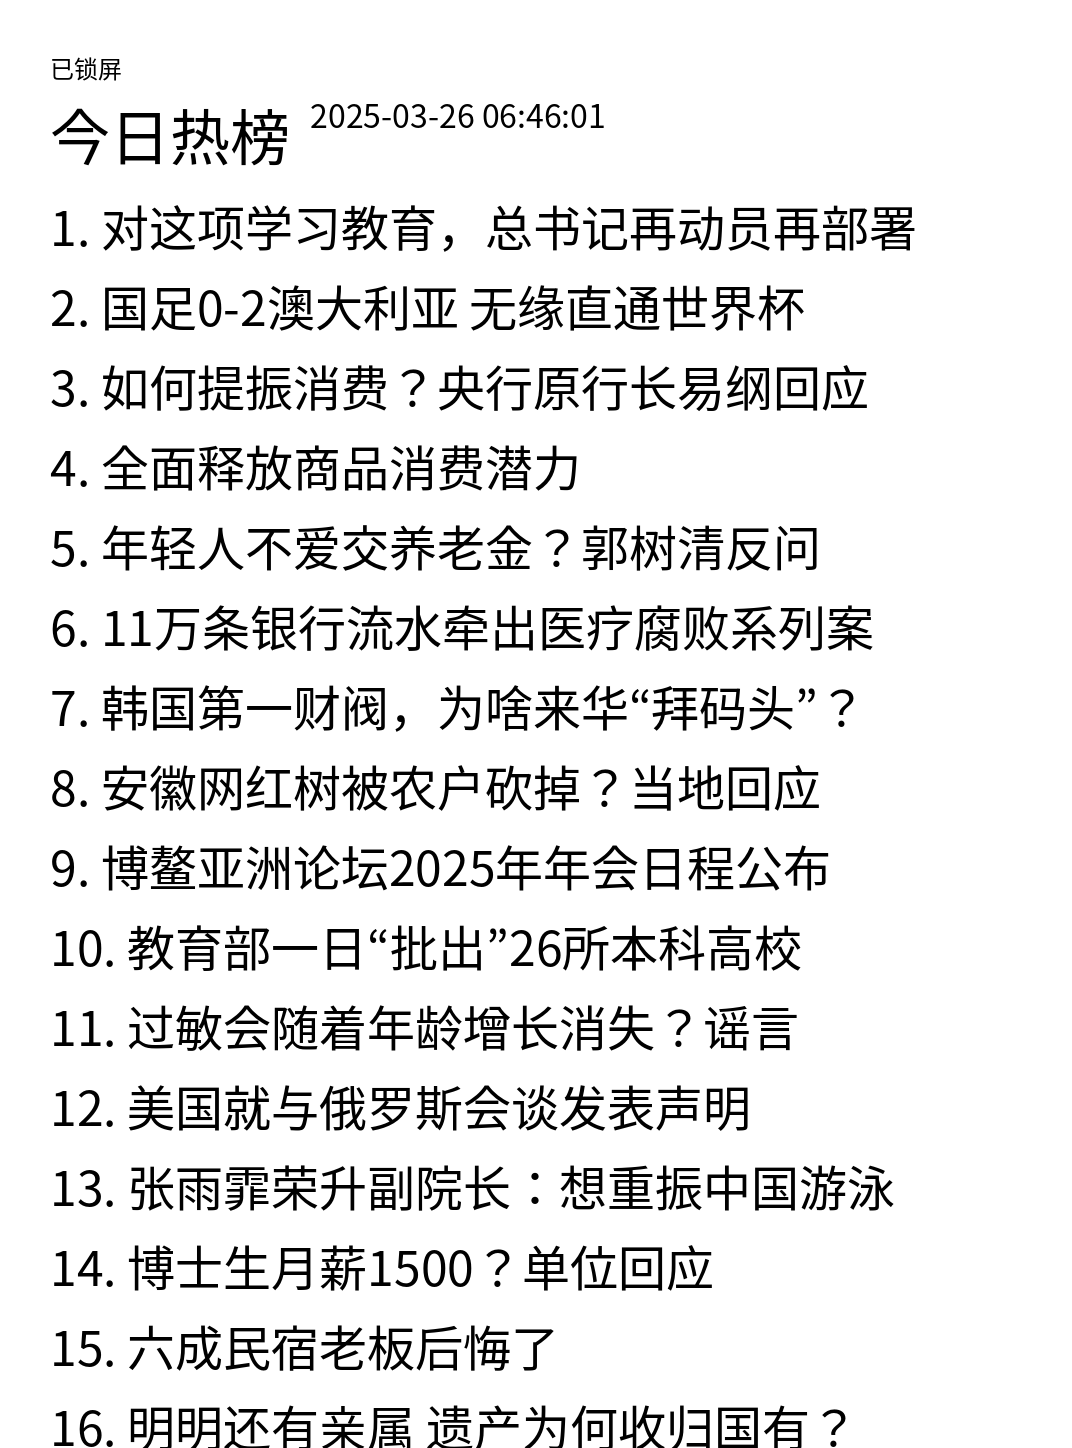 已锁屏
今日热榜 2025-03-26 06:46:01
1. 对这项学习教育，总书记再动员再部署
2. 国足0-2澳大利亚 无缘直通世界杯
3. 如何提振消费？央行原行长易纲回应
4. 全面释放商品消费潜力
5. 年轻人不爱交养老金？郭树清反问
6. 11万条银行流水牵出医疗腐败系列案
7. 韩国第一财阀，为啥来华“拜码头”？
8. 安徽网红树被农户砍掉？当地回应
9. 博鳌亚洲论坛2025年年会日程公布
10. 教育部一日“批出”26所本科高校
11. 过敏会随着年龄增长消失？谣言
12. 美国就与俄罗斯会谈发表声明
13. 张雨霏荣升副院长：想重振中国游泳
14. 博士生月薪1500？单位回应
15. 六成民宿老板后悔了
16. 明明还有亲属 遗产为何收归国有？